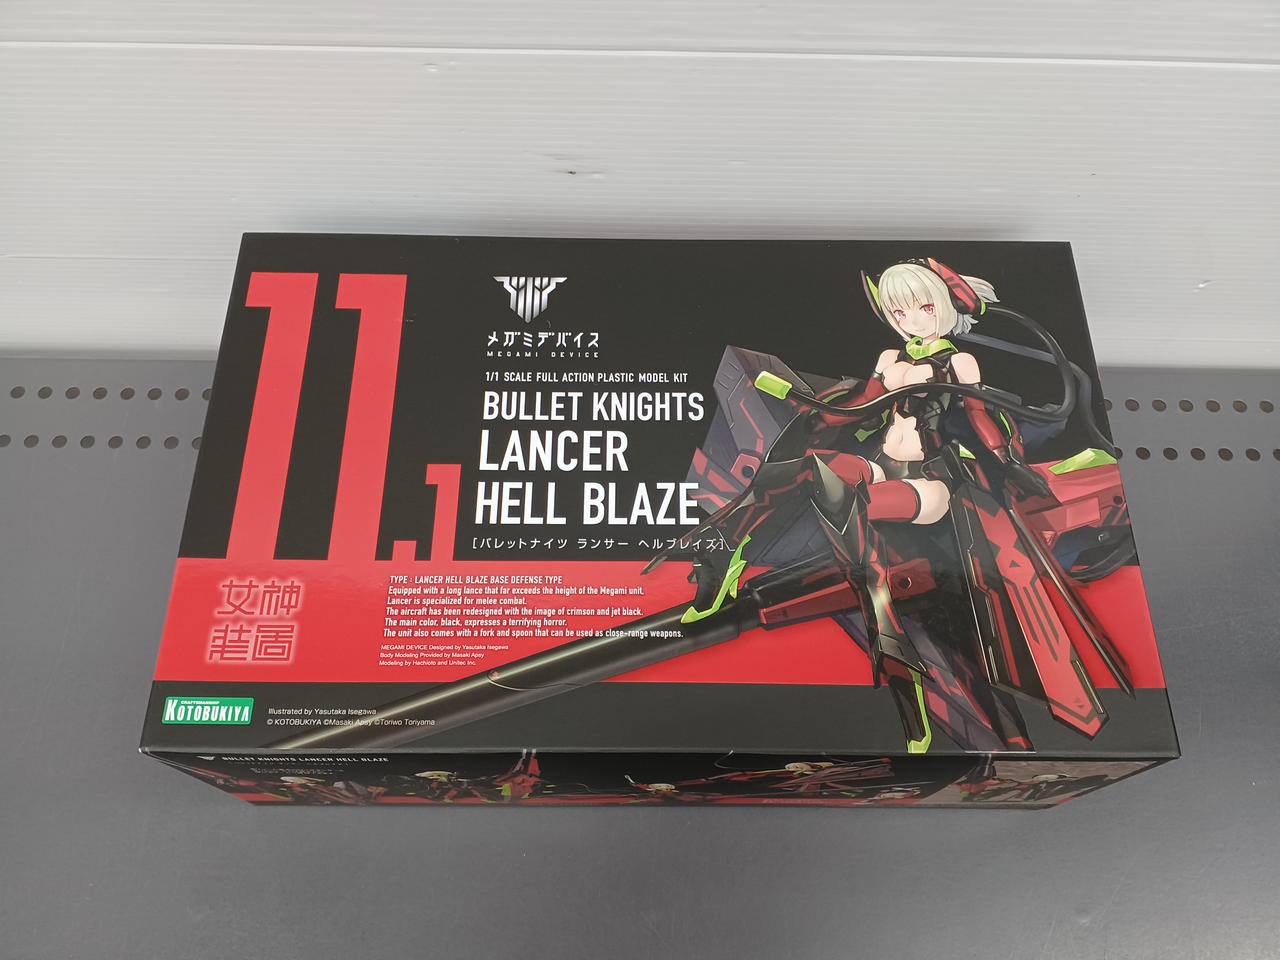 11.1
メガミデバイス
MEGAMI DEVICE
1/1 SCALE FULL ACTION PLASTIC MODEL KIT
BULLET KNIGHTS
LANCER
HELL BLAZE
[バレットナイツ ランサー ヘルブレイズ]
女神
装置
TYPE : LANCER HELL BLAZE BASE DEFENSE TYPE
Equipped with a long lance that far exceeds the height of the Megami unit,
Lancer is specialized for melee combat.
The aircraft has been redesigned with the image of crimson and jet black.
The main color, black, expresses a terrifying horror.
The unit also comes with a fork and spoon that can be used as close-range weapons.
MEGAMI DEVICE Designed by Yasutaka Isegawa
Body Modeling Provided by Masaki Apsy
Modeling by Hachioto and Unitec Inc.
CRAFTSMANSHIP
KOTOBUKIYA
Illustrated by Yasutaka Isegawa
© KOTOBUKIYA ©Masaki Apsy ©Toriwo Toriyama
BULLET KNIGHTS LANCER HELL BLAZE